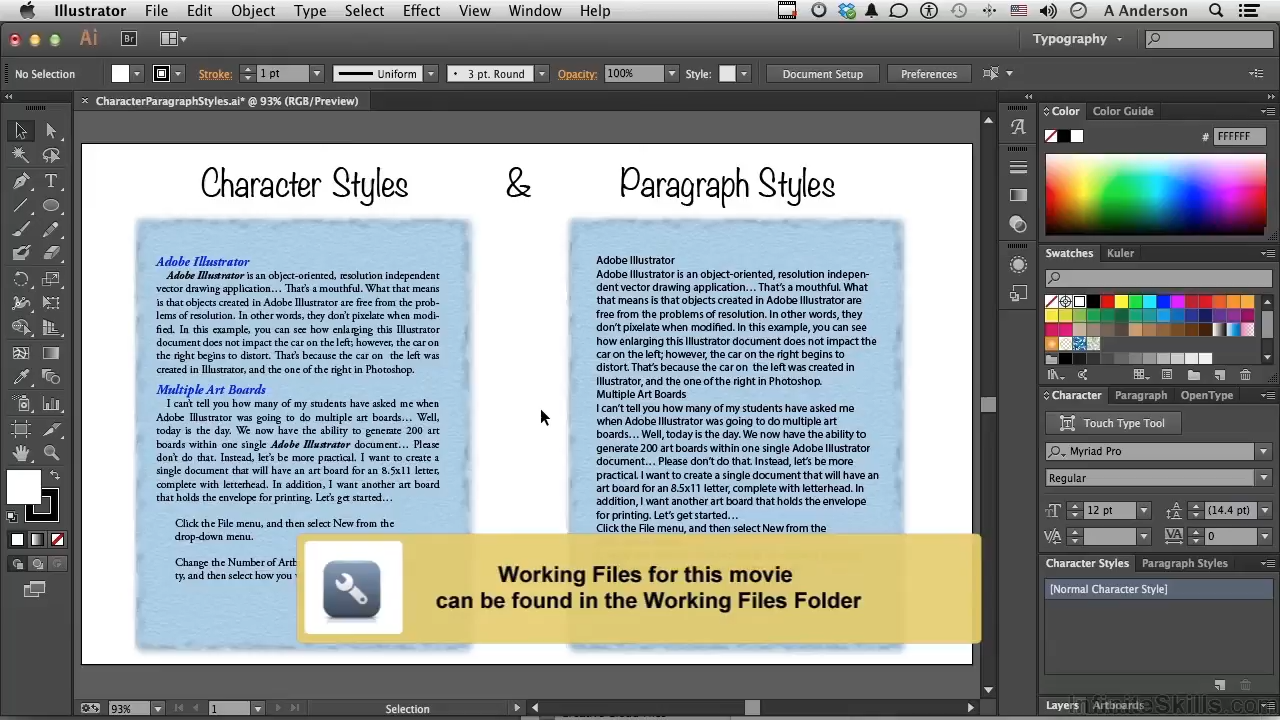 Illustrator File Edit Object Type Select Effect View Window Help A Anderson
Ai Br Typography
No Selection Stroke: 1 pt Uniform 3 pt. Round Opacity: 100% Style: Document Setup Preferences
CharacterParagraphStyles.ai* @ 93% (RGB/Preview)
Character Styles & Paragraph Styles
Adobe Illustrator
Adobe Illustrator is an object-oriented, resolution independent
vector drawing application… That's a mouthful. What that means
is that objects created in Adobe Illustrator are free from the prob-
lems of resolution. In other words, they don't pixelate when modi-
fied. In this example, you can see how enlarging this Illustrator
document does not impact the car on the left; however, the car on
the right begins to distort. That's because the car on the left was
created in Illustrator, and the one of the right in Photoshop.
Multiple Art Boards
I can't tell you how many of my students have asked me when
Adobe Illustrator was going to do multiple art boards… Well,
today is the day. We now have the ability to generate 200 art
boards within one single Adobe Illustrator document… Please
don't do that. Instead, let's be more practical. I want to create a
single document that will have an art board for an 8.5x11 letter,
complete with letterhead. In addition, I want another art board
that holds the envelope for printing. Let's get started…
Click the File menu, and then select New from the
drop-down menu.
Change the Number of Artb
ty, and then select how you
Adobe Illustrator
Adobe Illustrator is an object-oriented, resolution indepen-
dent vector drawing application… That's a mouthful. What
that means is that objects created in Adobe Illustrator are
free from the problems of resolution. In other words, they
don't pixelate when modified. In this example, you can see
how enlarging this Illustrator document does not impact the
car on the left; however, the car on the right begins to
distort. That's because the car on the left was created in
Illustrator, and the one of the right in Photoshop.
Multiple Art Boards
I can't tell you how many of my students have asked me
when Adobe Illustrator was going to do multiple art
boards… Well, today is the day. We now have the ability to
generate 200 art boards within one single Adobe Illustrator
document… Please don't do that. Instead, let's be more
practical. I want to create a single document that will have an
art board for an 8.5x11 letter, complete with letterhead. In
addition, I want another art board that holds the envelope
for printing. Let's get started…
Click the File menu, and then select New from the
Working Files for this movie
can be found in the Working Files Folder
Color Color Guide
# FFFFFF
Swatches Kuler
Character Paragraph OpenType
Touch Type Tool
Myriad Pro
Regular
12 pt (14.4 pt)
0
Character Styles Paragraph Styles
[Normal Character Style]
Layers Artboards
93% 1 Selection
InfiniteSkills.com